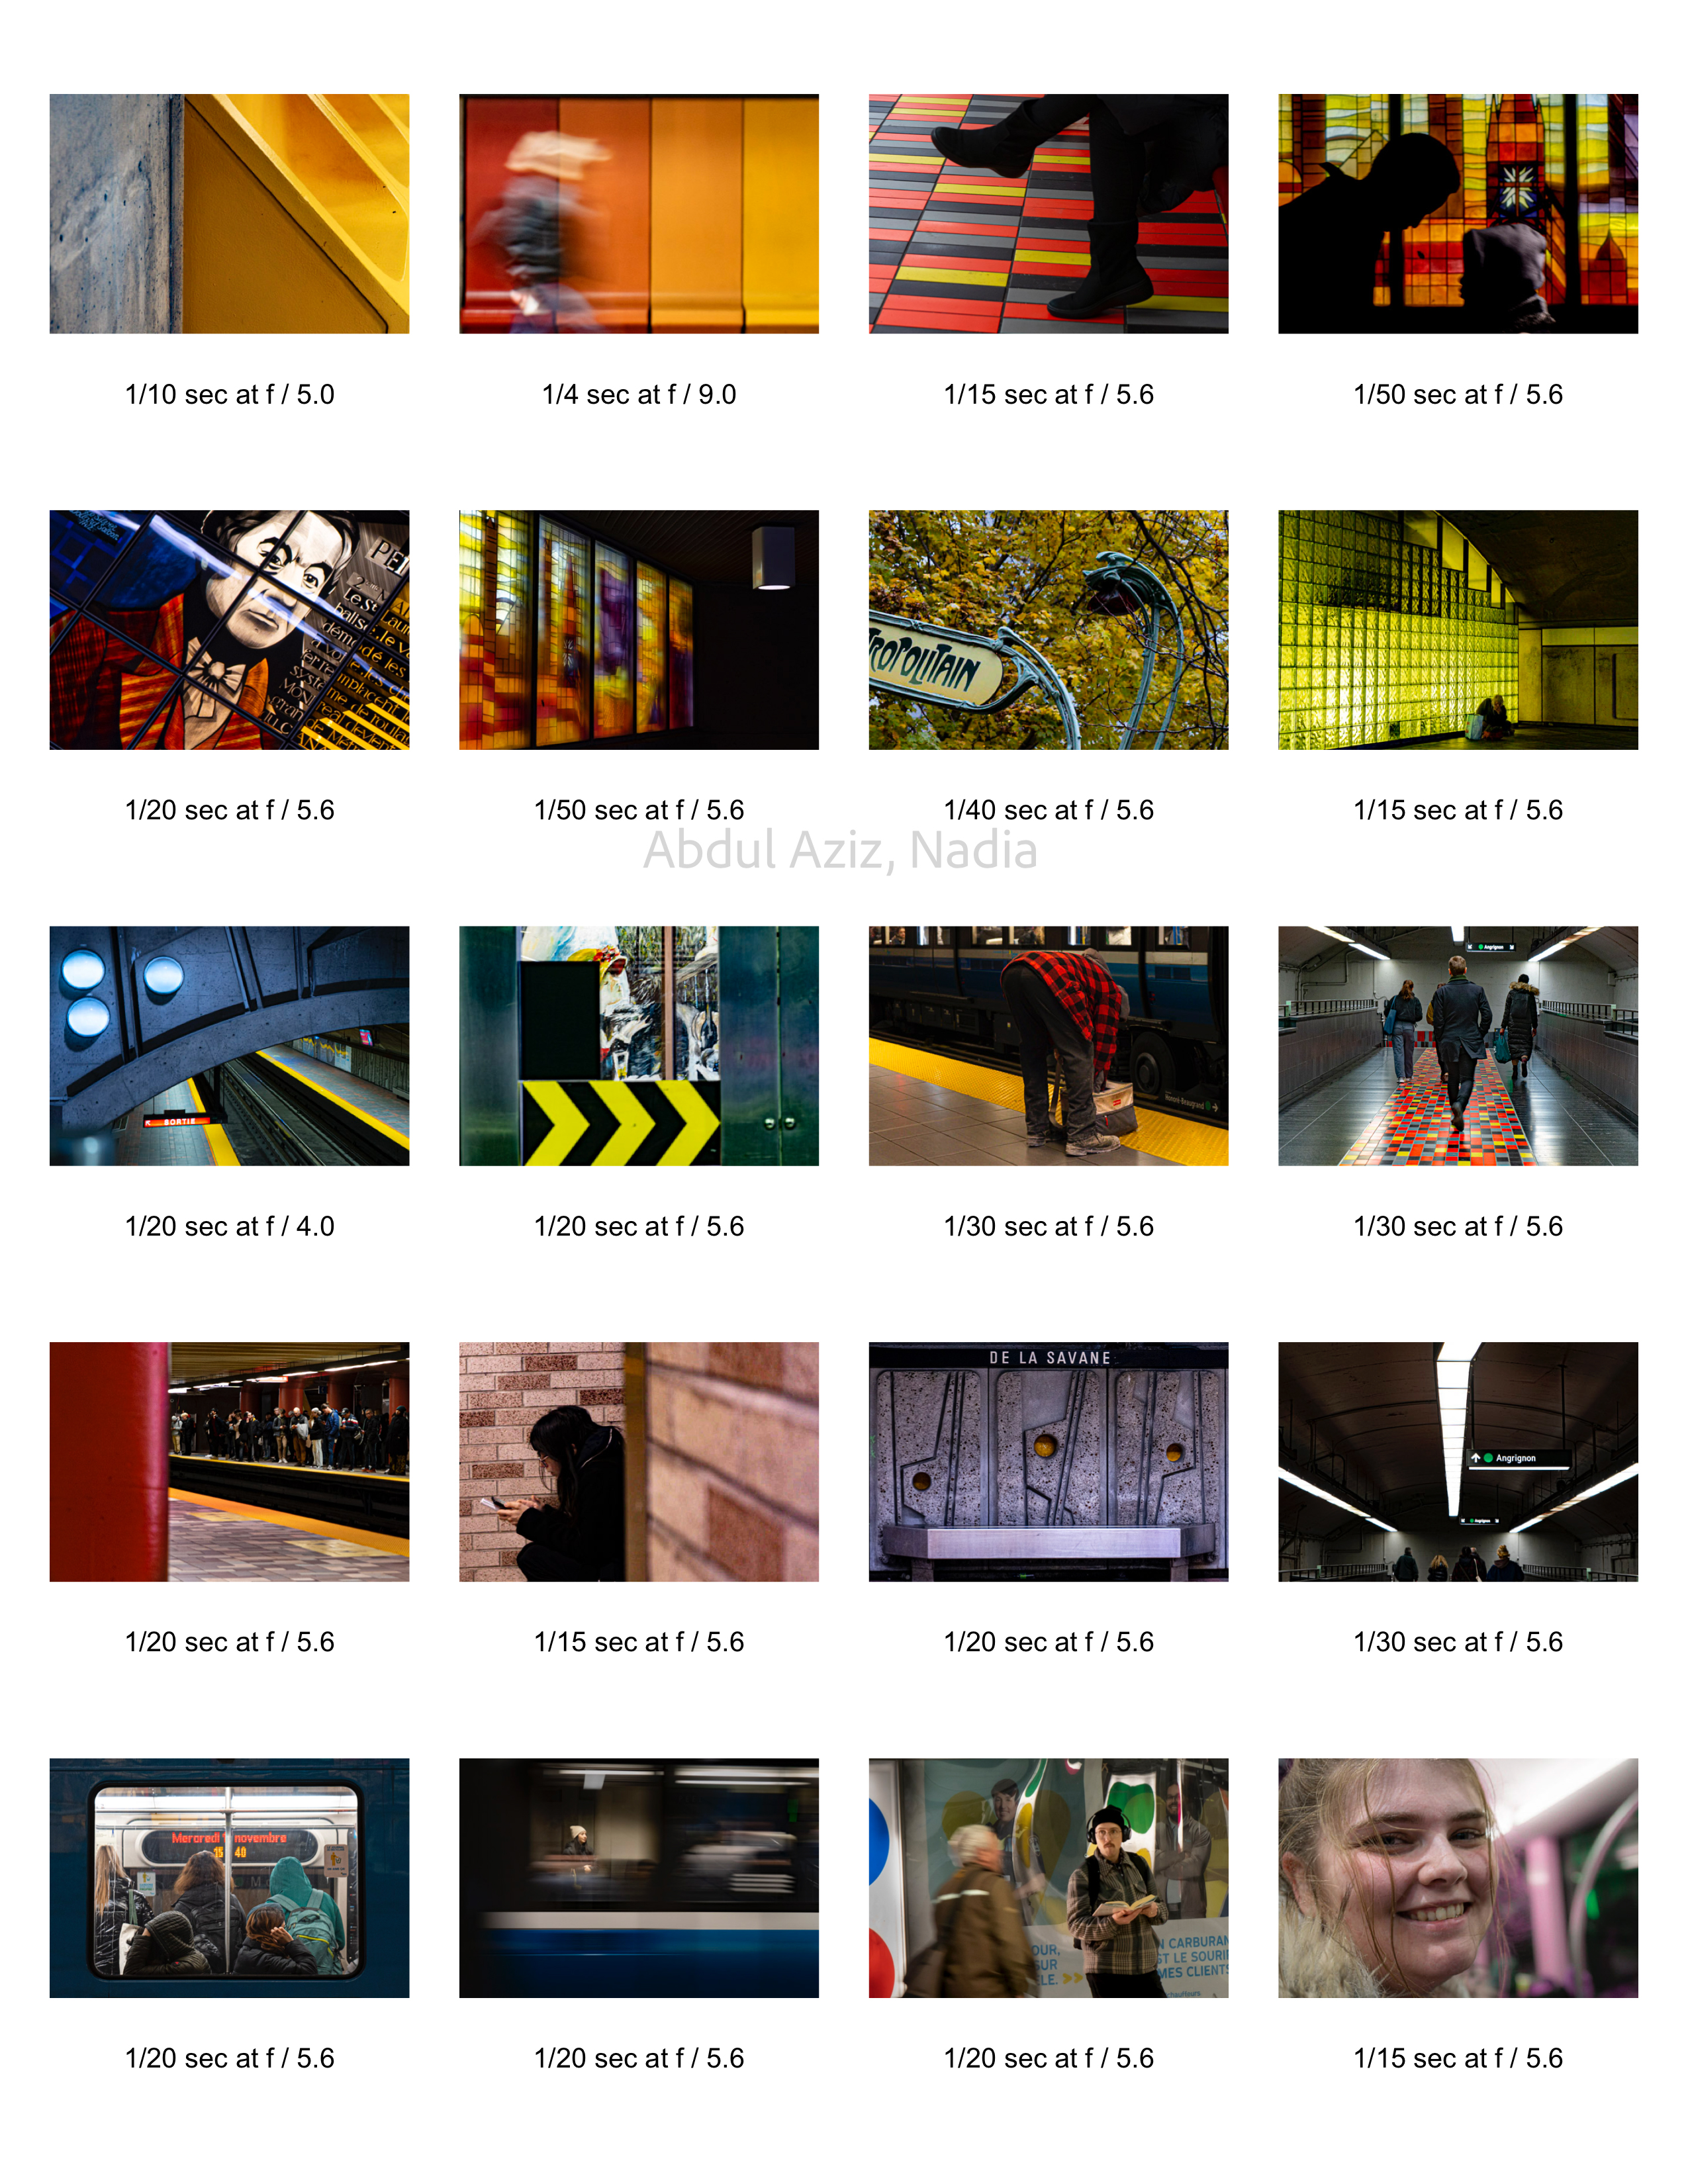 1/10 sec at f / 5.0
1/4 sec at f / 9.0
1/15 sec at f / 5.6
1/50 sec at f / 5.6
1/20 sec at f / 5.6
1/50 sec at f / 5.6
ROPOLITAIN
1/40 sec at f / 5.6
1/15 sec at f / 5.6
Abdul Aziz, Nadia
SORTIE
1/20 sec at f / 4.0
1/20 sec at f / 5.6
Honoré-Beaugrand
1/30 sec at f / 5.6
Angrignon
1/30 sec at f / 5.6
1/20 sec at f / 5.6
1/15 sec at f / 5.6
DE LA SAVANE
1/20 sec at f / 5.6
Angrignon
Angrignon
1/30 sec at f / 5.6
Mercredi novembre
40
1/20 sec at f / 5.6
1/20 sec at f / 5.6
OUR,
SUR
ELE. >>
N CARBURAN
ST LE SOURI
MES CLIENTS
1/20 sec at f / 5.6
1/15 sec at f / 5.6